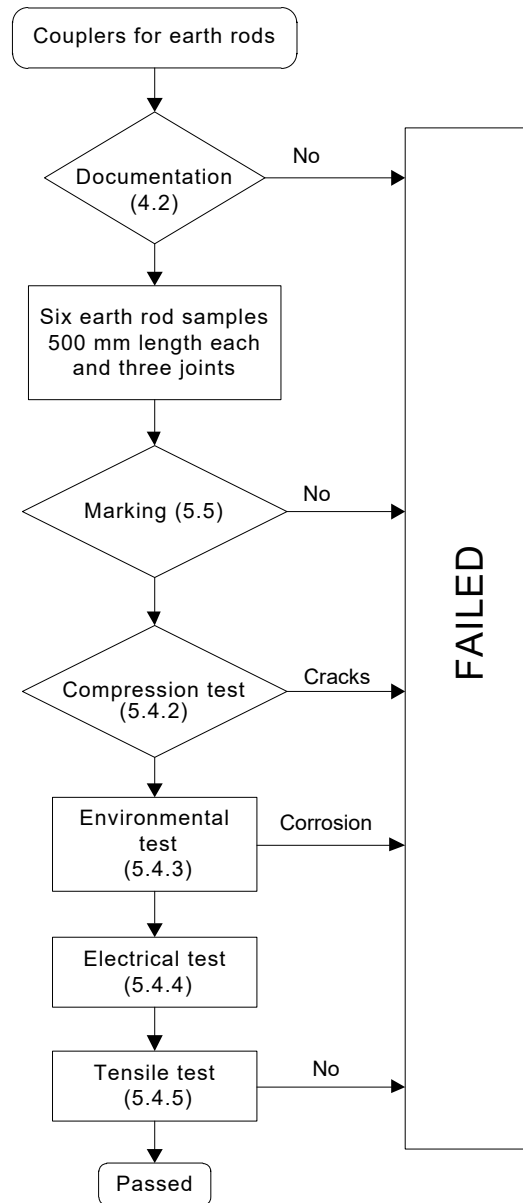 Couplers for earth rods
No
Documentation
(4.2)
Six earth rod samples
500 mm length each
and three joints
No
Marking (5.5)
FAILED
Cracks
Compression test
(5.4.2)
Environmental
test
(5.4.3)
Corrosion
Electrical test
(5.4.4)
Tensile test
(5.4.5)
No
Passed